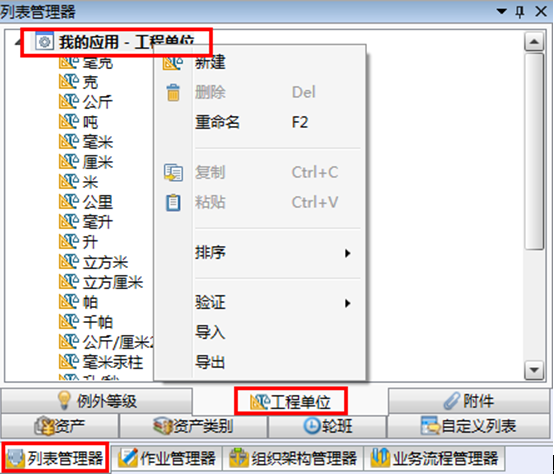 列表管理器
我的应用 - 工程单位
毫克
克
公斤
吨
毫米
厘米
米
公里
毫升
升
立方米
立方厘米
帕
千帕
公斤/厘米2
毫米汞柱
新建
删除 Del
重命名 F2
复制 Ctrl+C
粘贴 Ctrl+V
排序
验证
导入
导出
例外等级 工程单位 附件
资产 资产类别 轮班 自定义列表
列表管理器 作业管理器 组织架构管理器 业务流程管理器